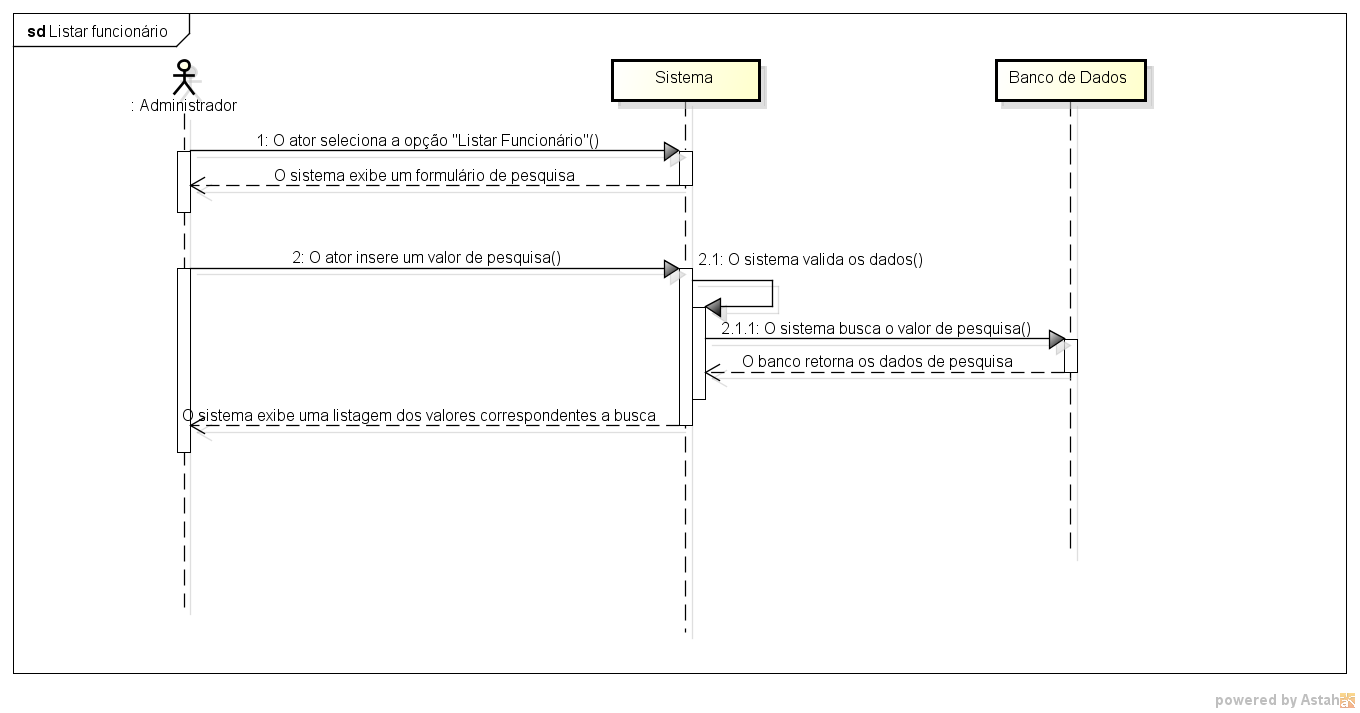 sd Listar funcionário
: Administrador
Sistema
Banco de Dados
1: O ator seleciona a opção "Listar Funcionário"()
O sistema exibe um formulário de pesquisa
2: O ator insere um valor de pesquisa()
2.1: O sistema valida os dados()
2.1.1: O sistema busca o valor de pesquisa()
O banco retorna os dados de pesquisa
O sistema exibe uma listagem dos valores correspondentes a busca
powered by Astah